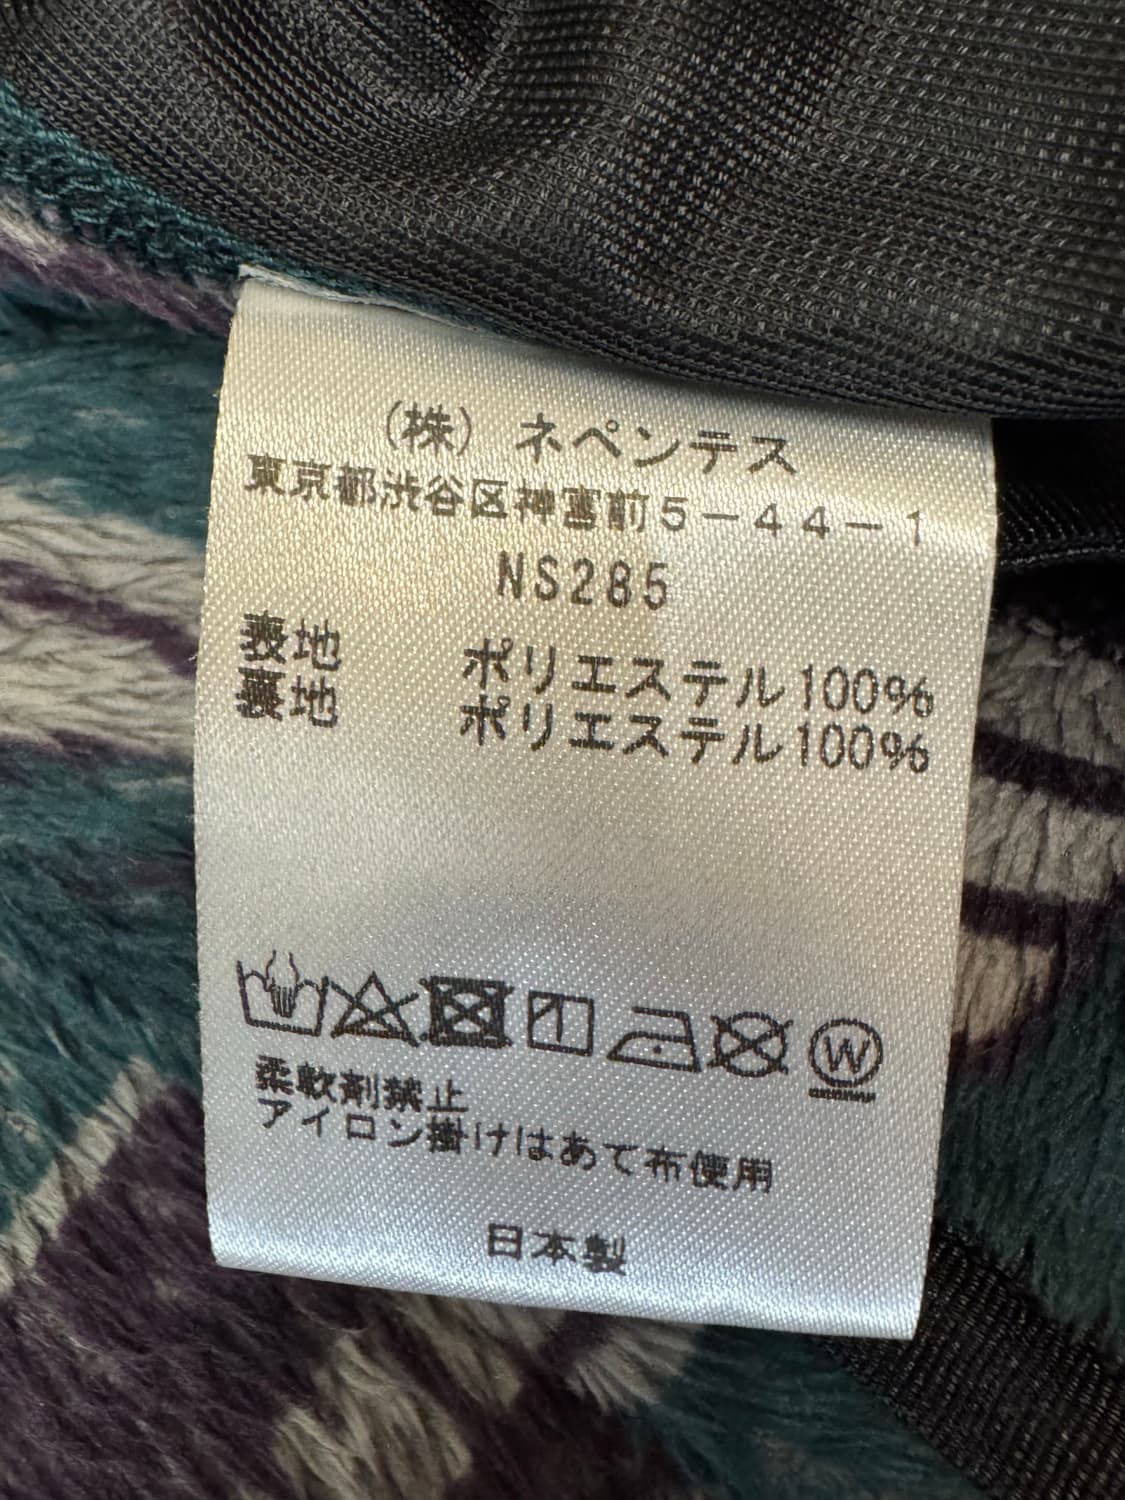 (株) ネペンテス
東京都渋谷区神宮前5-44-1
NS285
表地 ポリエステル100%
裏地 ポリエステル100%
W
柔軟剤禁止
アイロン掛けはあて布使用
日本製